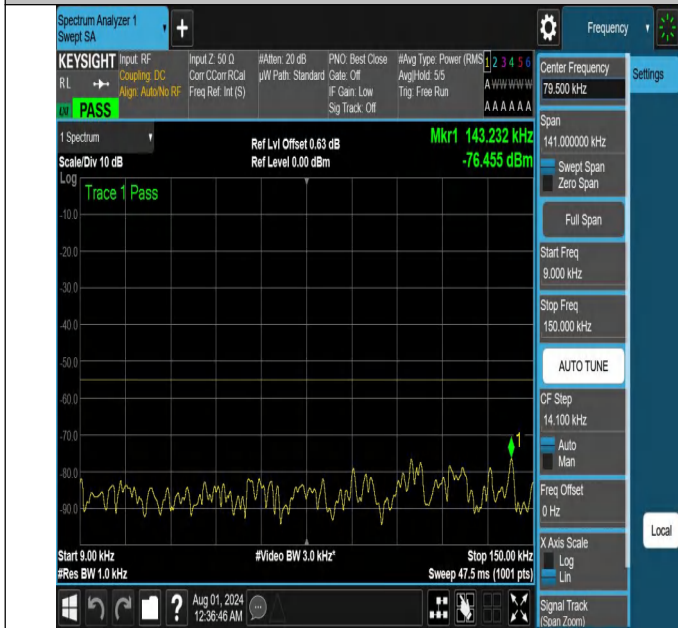 Spectrum Analyzer 1
Swept SA
+
Frequency
KEYSIGHT
RL
LXI
PASS
Input: RF
Coupling: DC
Align: Auto/No RF
Input Z: 50 Ω
Corr CCorr RCal
Freq Ref: Int (S)
#Atten: 20 dB
µW Path: Standard
PNO: Best Close
Gate: Off
IF Gain: Low
Sig Track: Off
#Avg Type: Power (RMS
Avg|Hold: 5/5
Trig: Free Run
1 2 3 4 5 6
A W W W W W
A A A A A A
1 Spectrum
Scale/Div 10 dB
Ref Lvl Offset 0.63 dB
Ref Level 0.00 dBm
Mkr1 143.232 kHz
-76.455 dBm
Log
Trace 1 Pass
-10.0
-20.0
-30.0
-40.0
-50.0
-60.0
-70.0
-80.0
-90.0
1
Start 9.00 kHz
#Res BW 1.0 kHz
#Video BW 3.0 kHz*
Stop 150.00 kHz
Sweep 47.5 ms (1001 pts)
Center Frequency
79.500 kHz
Settings
Span
141.000000 kHz
Swept Span
Zero Span
Full Span
Start Freq
9.000 kHz
Stop Freq
150.000 kHz
AUTO TUNE
CF Step
14.100 kHz
Auto
Man
Freq Offset
0 Hz
X Axis Scale
Log
Lin
Signal Track
(Span Zoom)
Local
?
Aug 01, 2024
12:36:46 AM